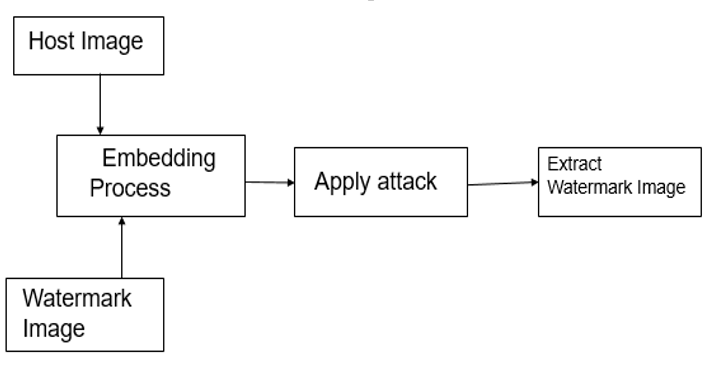 Host Image
Embedding
Process
Apply attack
Extract
Watermark Image
Watermark
Image